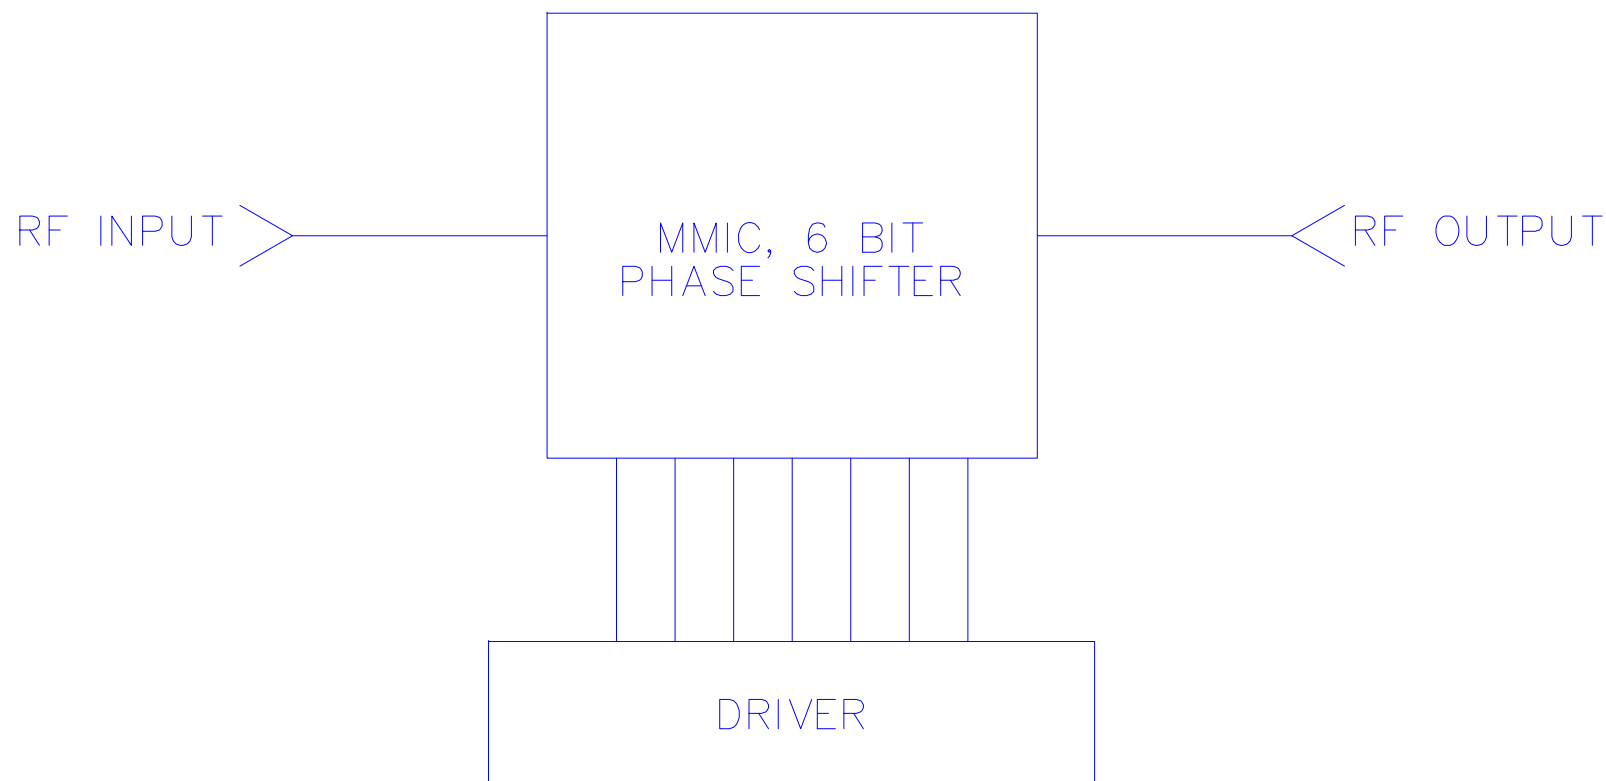 RF INPUT
MMIC, 6 BIT
PHASE SHIFTER
RF OUTPUT
DRIVER